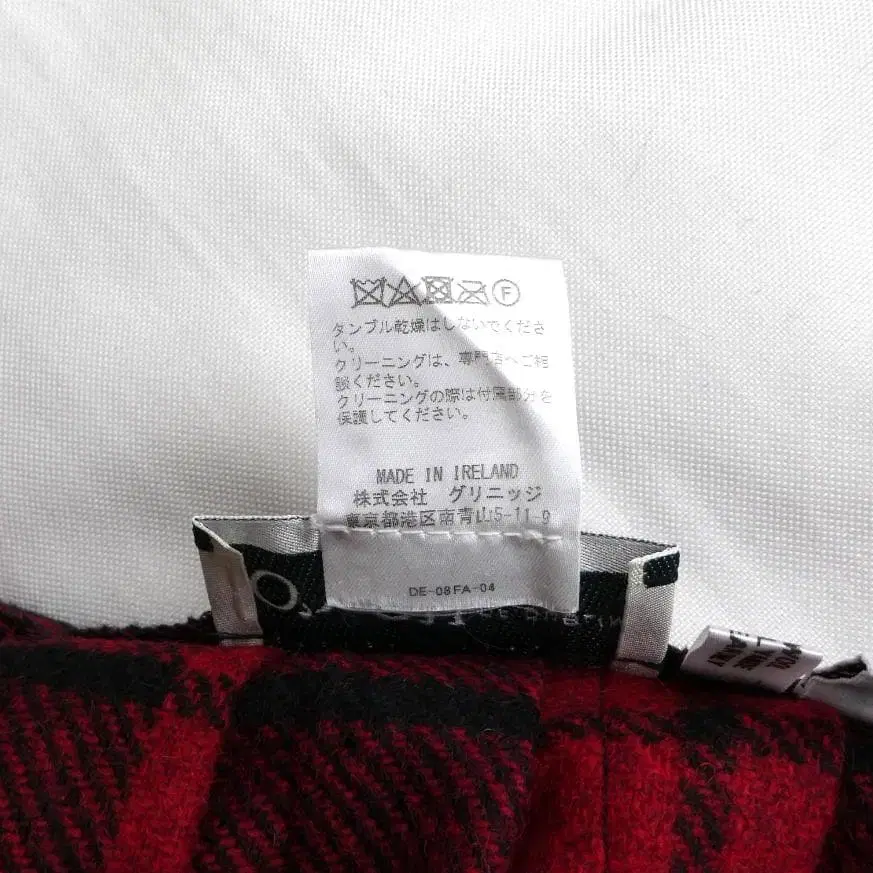 F
タンブル乾燥はしないでくださ
い。
クリーニングは、専門店へご相
談ください。
クリーニングの際は付属部分を
保護してください。
MADE IN IRELAND
株式会社 グリニッジ
東京都港区南青山5-11-9
DE-08FA-04